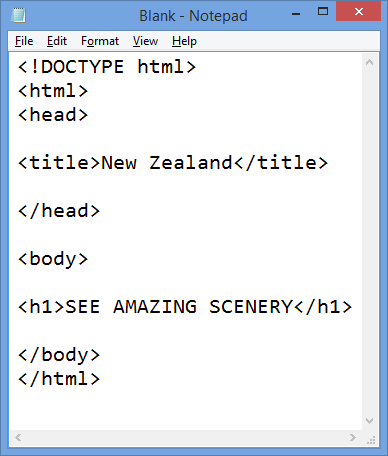 Blank - Notepad
File Edit Format View Help
<!DOCTYPE html>
<html>
<head>
<title>New Zealand</title>
</head>
<body>
<h1>SEE AMAZING SCENERY</h1>
</body>
</html>